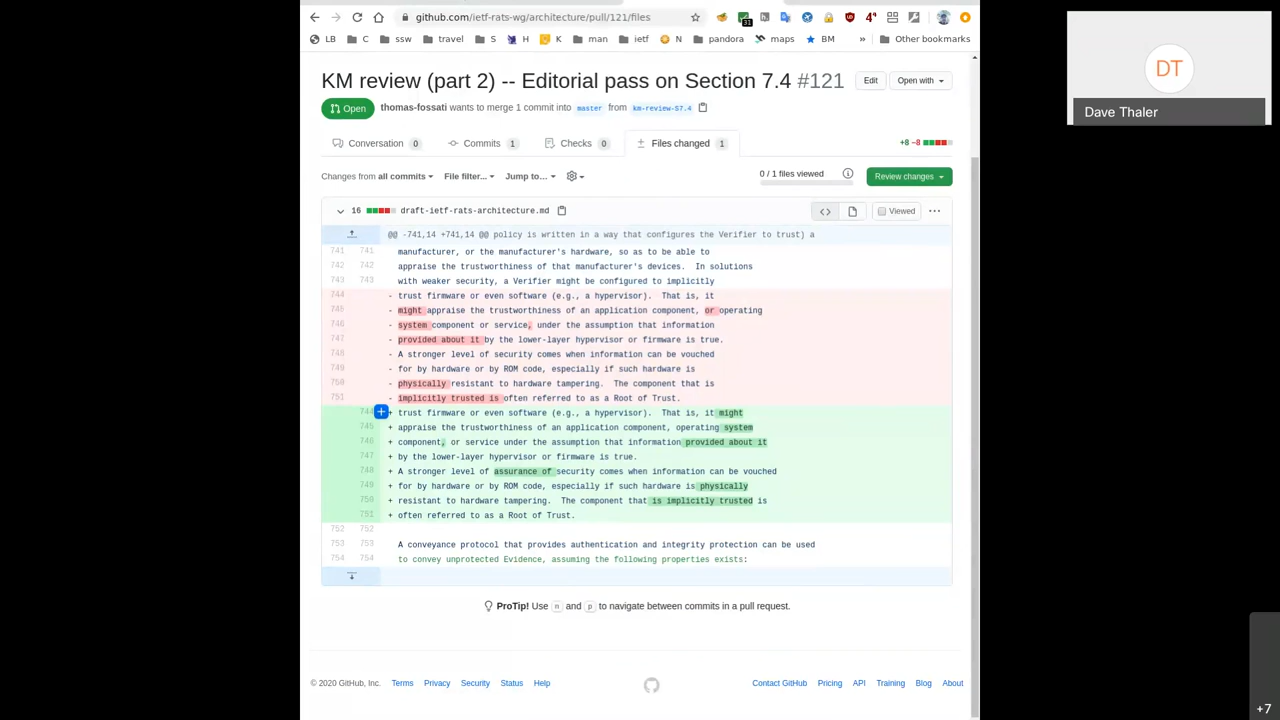 github.com/ietf-rats-wg/architecture/pull/121/files
31
LB C ssw travel S H K man ietf N pandora maps BM » Other bookmarks
KM review (part 2) -- Editorial pass on Section 7.4 #121
Edit
Open with
Open
thomas-fossati wants to merge 1 commit into master from km-review-S7.4
Conversation 0
Commits 1
Checks 0
Files changed 1
+8 −8
Changes from all commits
File filter...
Jump to...
0 / 1 files viewed
Review changes
16 draft-ietf-rats-architecture.md
Viewed
@@ -741,14 +741,14 @@ policy is written in a way that configures the Verifier to trust) a
741 741 manufacturer, or the manufacturer's hardware, so as to be able to
742 742 appraise the trustworthiness of that manufacturer's devices. In solutions
743 743 with weaker security, a Verifier might be configured to implicitly
744 - trust firmware or even software (e.g., a hypervisor). That is, it
745 - might appraise the trustworthiness of an application component, or operating
746 - system component or service, under the assumption that information
747 - provided about it by the lower-layer hypervisor or firmware is true.
748 - A stronger level of security comes when information can be vouched
749 - for by hardware or by ROM code, especially if such hardware is
750 - physically resistant to hardware tampering. The component that is
751 - implicitly trusted is often referred to as a Root of Trust.
744 + trust firmware or even software (e.g., a hypervisor). That is, it might
745 + appraise the trustworthiness of an application component, operating system
746 + component, or service under the assumption that information provided about it
747 + by the lower-layer hypervisor or firmware is true.
748 + A stronger level of assurance of security comes when information can be vouched
749 + for by hardware or by ROM code, especially if such hardware is physically
750 + resistant to hardware tampering. The component that is implicitly trusted is
751 + often referred to as a Root of Trust.
752 752
753 753 A conveyance protocol that provides authentication and integrity protection can be used
754 754 to convey unprotected Evidence, assuming the following properties exists:
ProTip! Use n and p to navigate between commits in a pull request.
© 2020 GitHub, Inc. Terms Privacy Security Status Help
Contact GitHub Pricing API Training Blog About
DT
Dave Thaler
+7